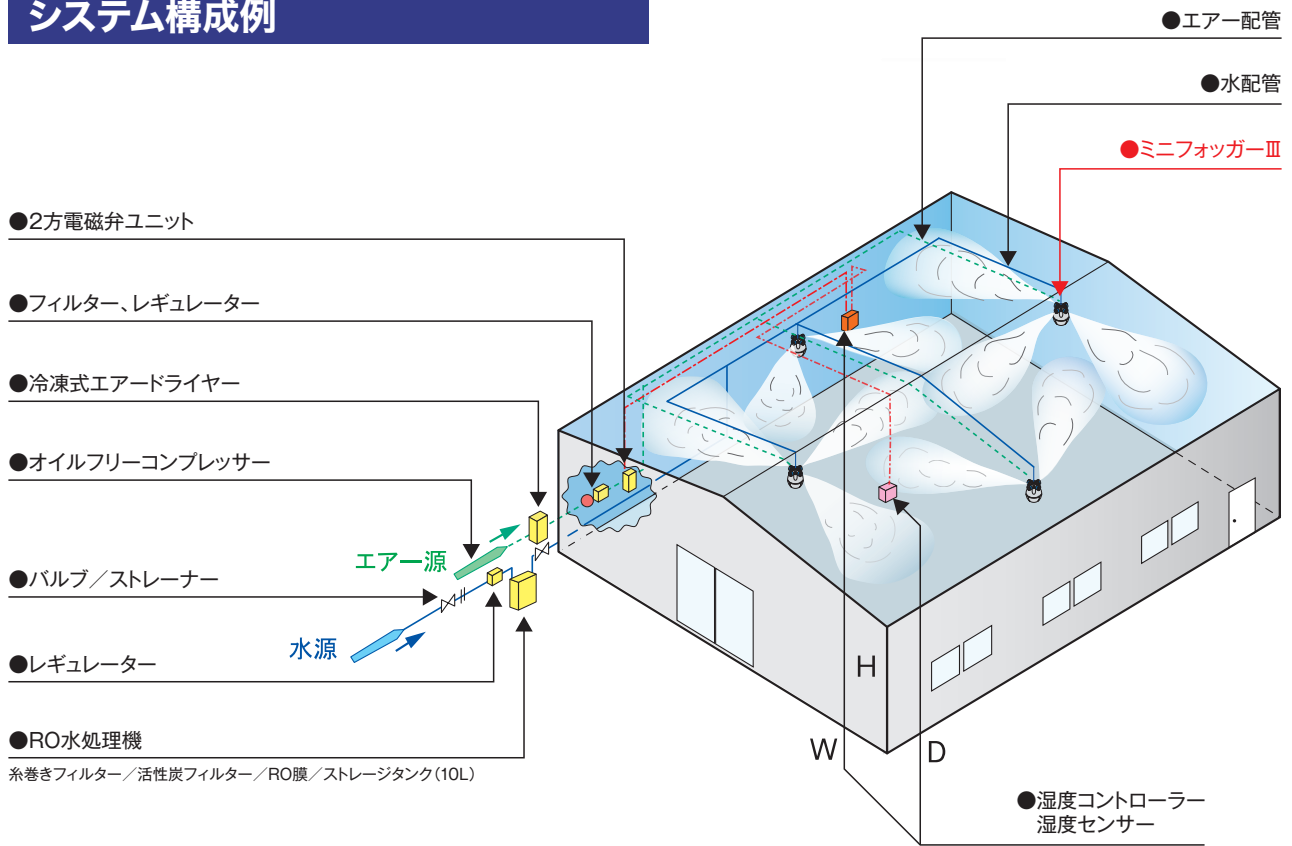 システム構成例
●エアー配管
●水配管
●ミニフォッガーⅢ
●2方電磁弁ユニット
●フィルター、レギュレーター
●冷凍式エアードライヤー
●オイルフリーコンプレッサー
エアー源
●バルブ／ストレーナー
水源
●レギュレーター
H
●RO水処理機
W
D
糸巻きフィルター／活性炭フィルター／RO膜／ストレージタンク（10L）
●湿度コントローラー
湿度センサー